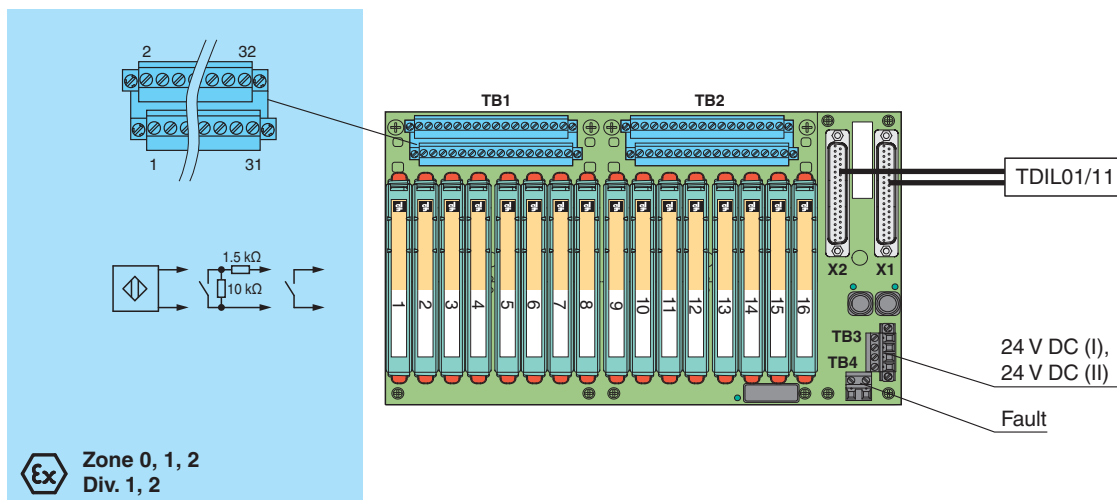 2 32
1 31
1.5 kΩ
10 kΩ
Ex
Zone 0, 1, 2
Div. 1, 2
TB1 TB2
1 2 3 4 5 6 7 8 9 10 11 12 13 14 15 16
X2 X1
TB3
TB4
TDIL01/11
24 V DC (I),
24 V DC (II)
Fault